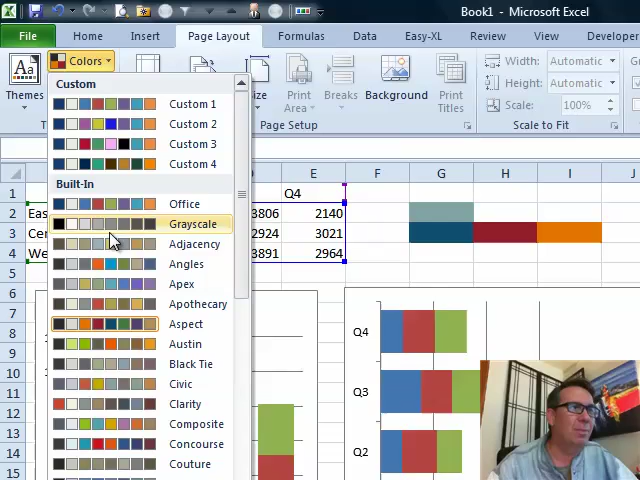 Book1 - Microsoft Excel
File Home Insert Page Layout Formulas Data Easy-XL Review View Developer
Colors
Themes
Size
Print Area
Breaks
Background
Print Titles
Page Setup
Width: Automatic
Height: Automatic
Scale: 100%
Scale to Fit
Custom
Custom 1
Custom 2
Custom 3
Custom 4
Built-In
Office
Grayscale
Adjacency
Angles
Apex
Apothecary
Aspect
Austin
Black Tie
Civic
Clarity
Composite
Concourse
Couture
E F G H I J
1 Q4
2 Eas 3806 2140
3 Cer 2924 3021
4 We 3891 2964
5
6
7
8
9
10
11
12
13
14
15
Q4
Q3
Q2